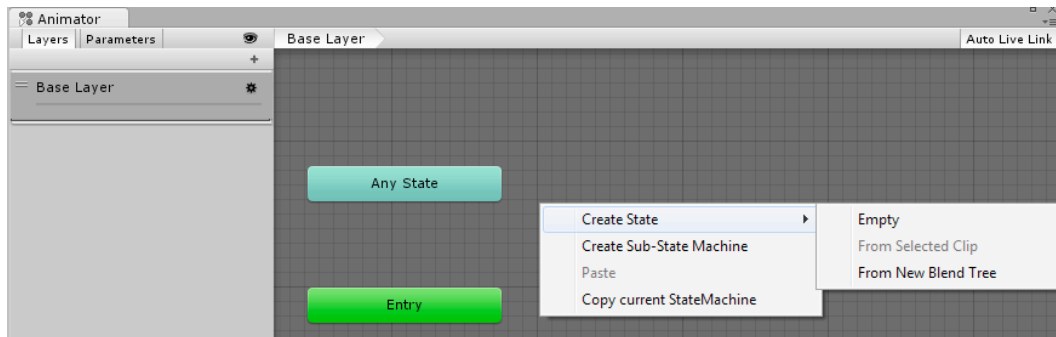 Animator
Layers Parameters
Base Layer
Auto Live Link
+
Base Layer
Any State
Create State
Create Sub-State Machine
Paste
Copy current StateMachine
Empty
From Selected Clip
From New Blend Tree
Entry